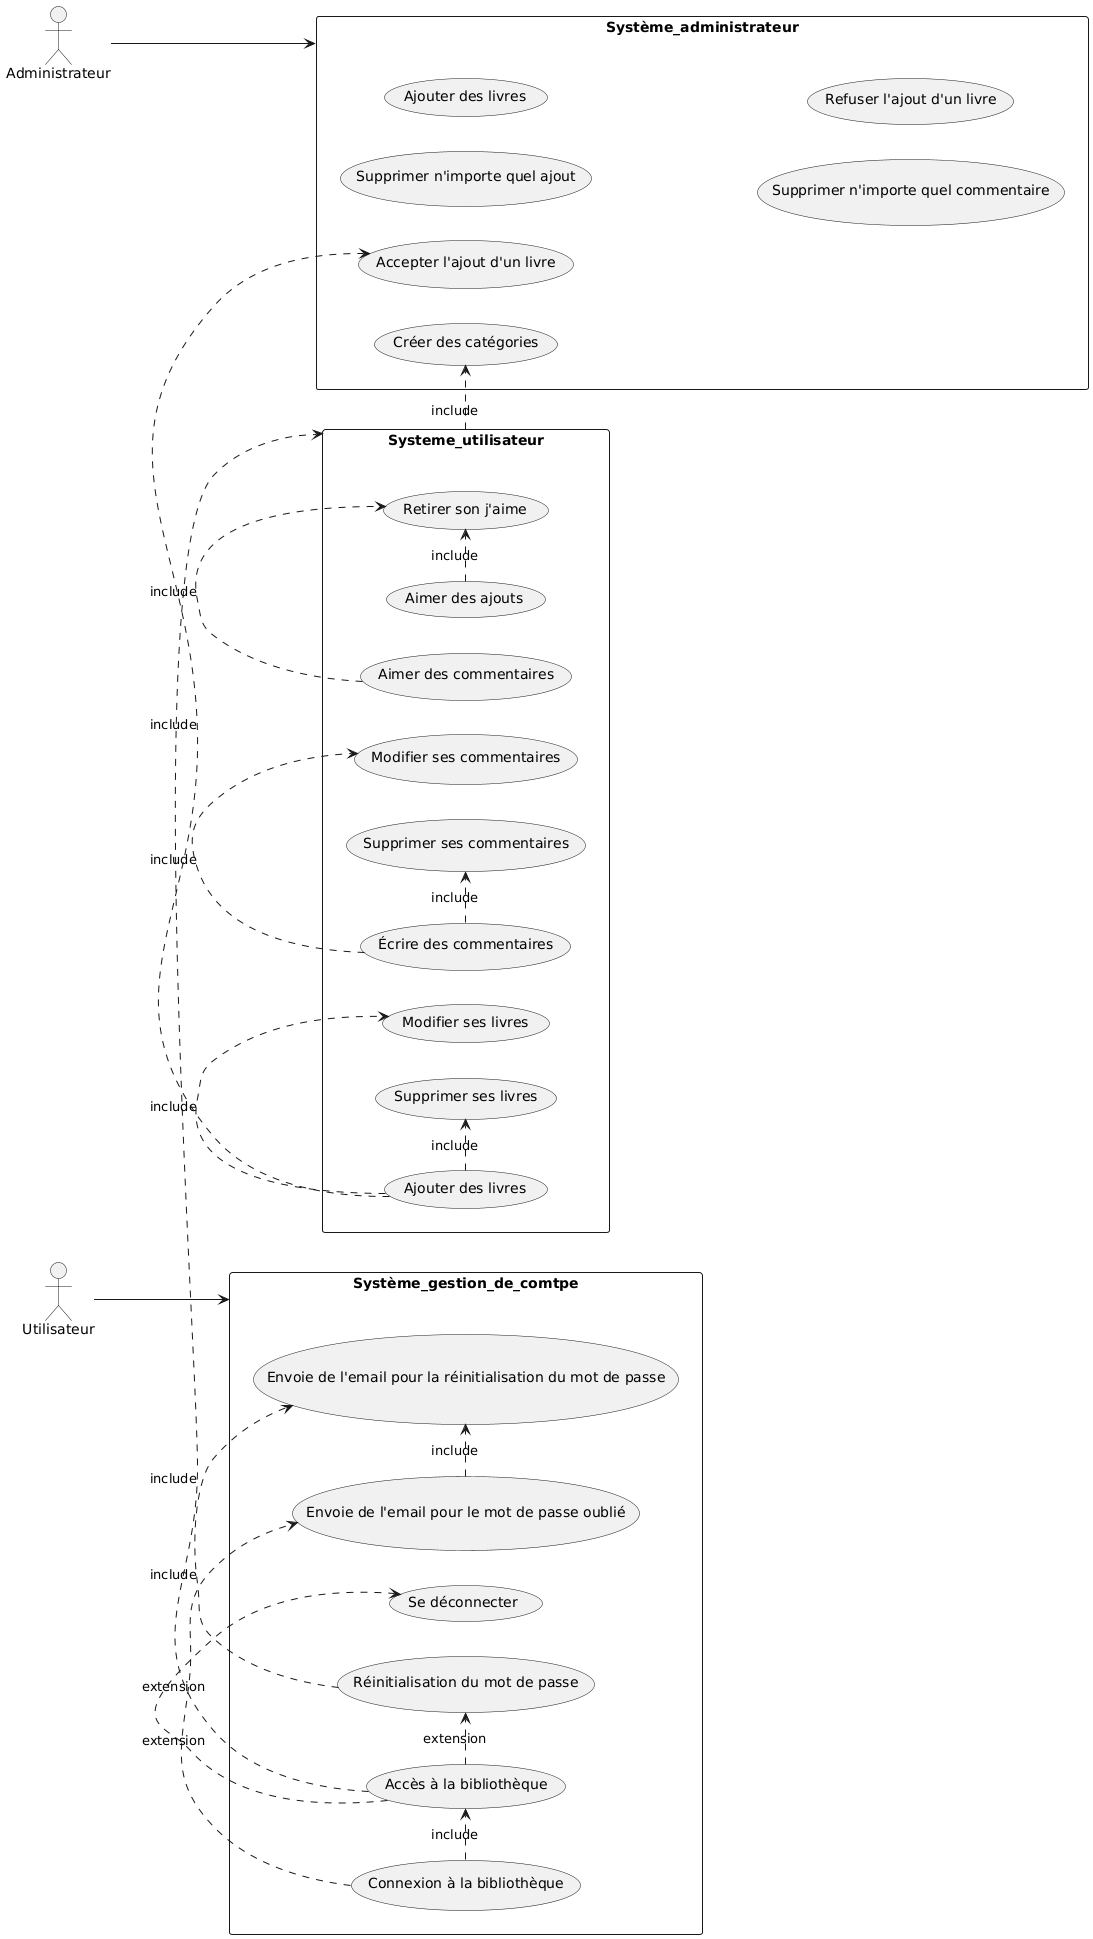 Administrateur
Système_administrateur
Ajouter des livres
Refuser l'ajout d'un livre
Supprimer n'importe quel ajout
Supprimer n'importe quel commentaire
Accepter l'ajout d'un livre
Créer des catégories
include
Systeme_utilisateur
Retirer son j'aime
include
Aimer des ajouts
include
Aimer des commentaires
include
Modifier ses commentaires
Supprimer ses commentaires
include
include
Écrire des commentaires
Modifier ses livres
Supprimer ses livres
include
include
Ajouter des livres
Utilisateur
Système_gestion_de_comtpe
Envoie de l'email pour la réinitialisation du mot de passe
include
include
Envoie de l'email pour le mot de passe oublié
include
Se déconnecter
Réinitialisation du mot de passe
extension
extension
extension
Accès à la bibliothèque
include
Connexion à la bibliothèque